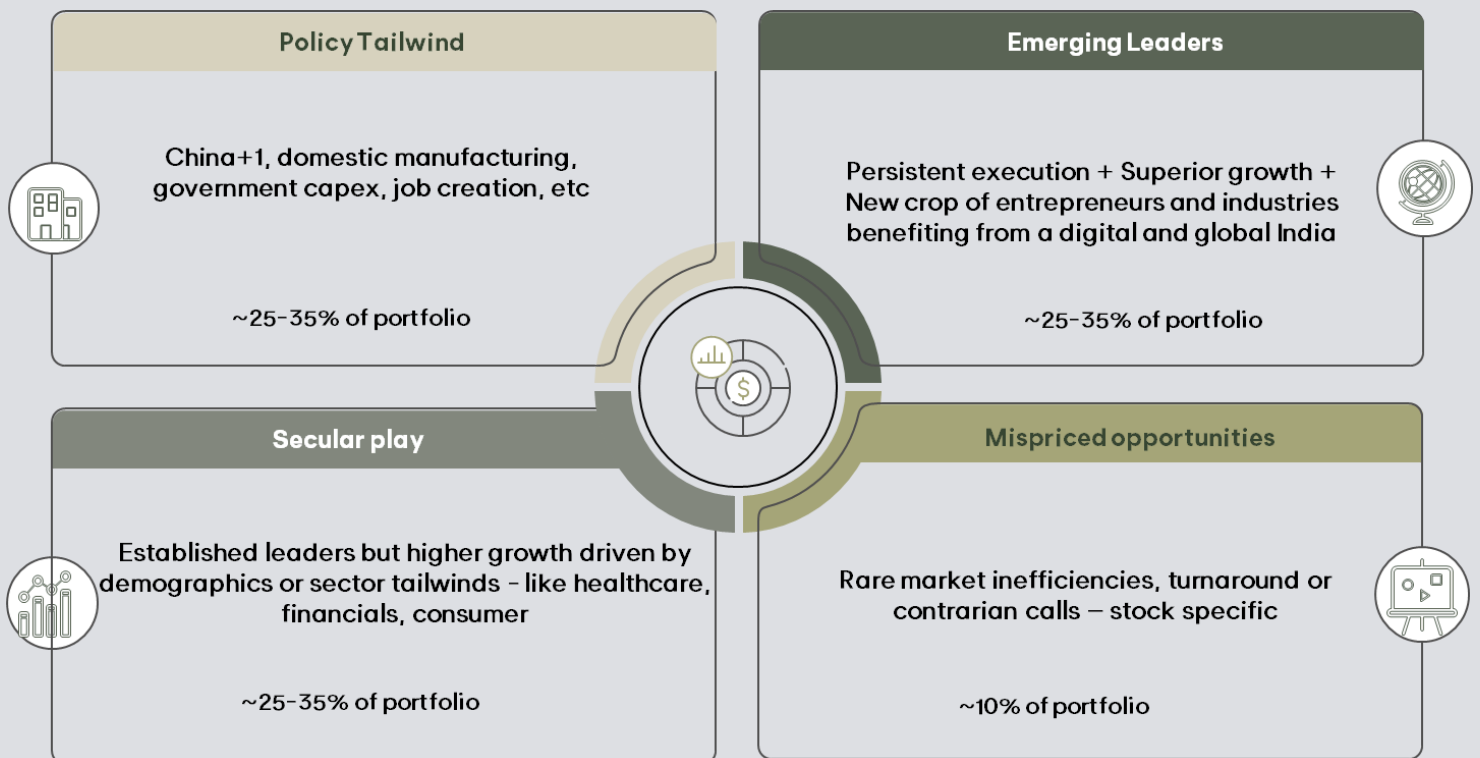 Policy Tailwind
China+1, domestic manufacturing,
government capex, job creation, etc
~25-35% of portfolio
Emerging Leaders
Persistent execution + Superior growth +
New crop of entrepreneurs and industries
benefiting from a digital and global India
~25-35% of portfolio
$
Secular play
Established leaders but higher growth driven by
demographics or sector tailwinds - like healthcare,
financials, consumer
~25-35% of portfolio
Mispriced opportunities
Rare market inefficiencies, turnaround or
contrarian calls – stock specific
~10% of portfolio